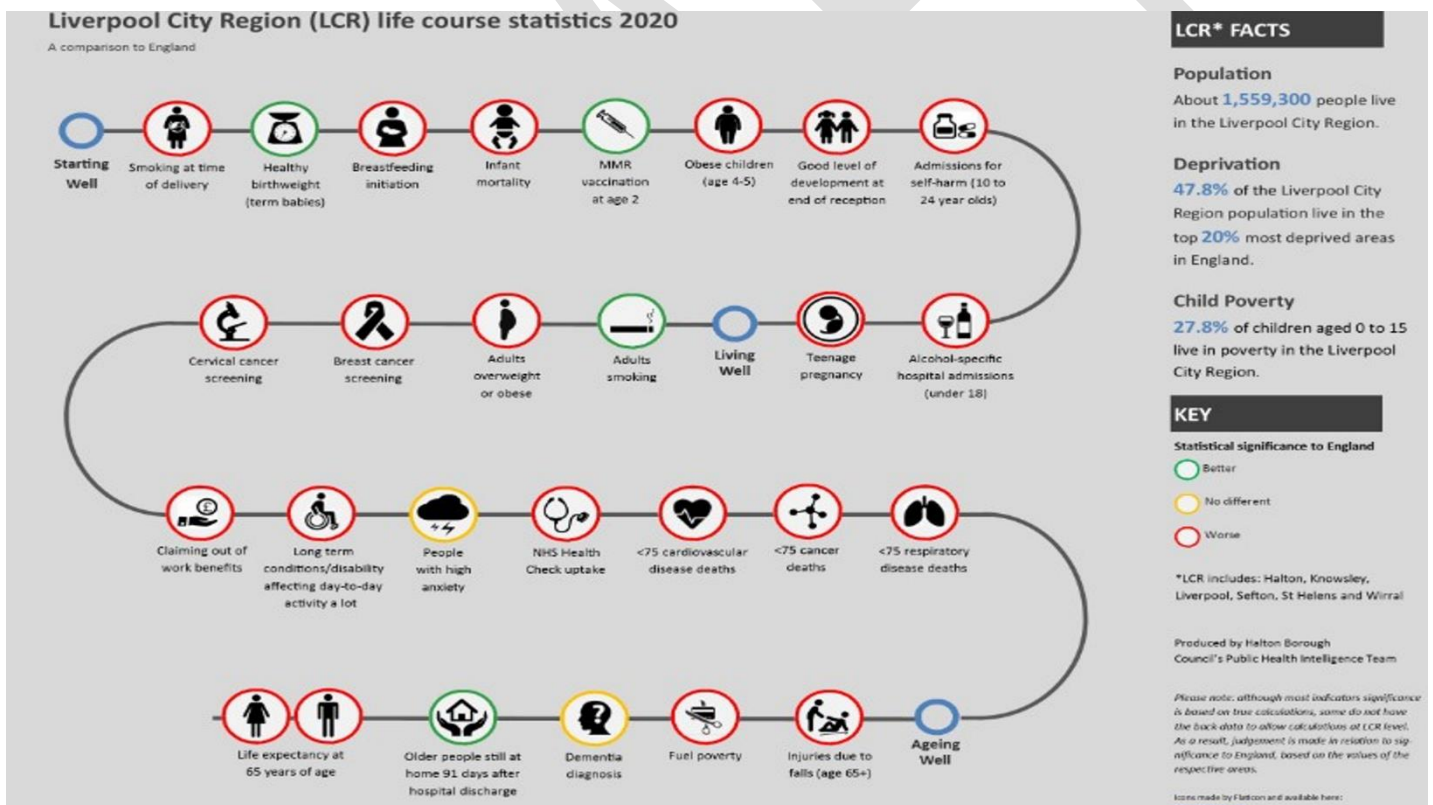 Liverpool City Region (LCR) life course statistics 2020
A comparison to England
Starting
Well
Smoking at time
of delivery
Healthy
birthweight
(term babies)
Breastfeeding
initiation
Infant
mortality
MMR
vaccination
at age 2
Obese children
(age 4-5)
Good level of
development at
end of reception
Admissions for
self-harm (10 to
24 year olds)
Cervical cancer
screening
Breast cancer
screening
Adults
overweight
or obese
Adults
smoking
Living
Well
Teenage
pregnancy
Alcohol-specific
hospital admissions
(under 18)
Claiming out of
work benefits
Long term
conditions/disability
affecting day-to-day
activity a lot
People
with high
anxiety
NHS Health
Check uptake
<75 cardiovascular
disease deaths
<75 cancer
deaths
<75 respiratory
disease deaths
Life expectancy at
65 years of age
Older people still at
home 91 days after
hospital discharge
Dementia
diagnosis
Fuel poverty
Injuries due to
falls (age 65+)
Ageing
Well
LCR* FACTS
Population
About 1,559,300 people live
in the Liverpool City Region.
Deprivation
47.8% of the Liverpool City
Region population live in the
top 20% most deprived areas
in England.
Child Poverty
27.8% of children aged 0 to 15
live in poverty in the Liverpool
City Region.
KEY
Statistical significance to England
Better
No different
Worse
*LCR includes: Halton, Knowsley,
Liverpool, Sefton, St Helens and Wirral
Produced by Halton Borough
Council's Public Health Intelligence Team
Please note: although most indicators significance
is based on true calculations, some do not have
the back data to allow calculations at LCR level.
As a result, judgement is made in relation to sig-
nificance to England, based on the values of the
respective areas.
Icons made by Flaticon and available here: